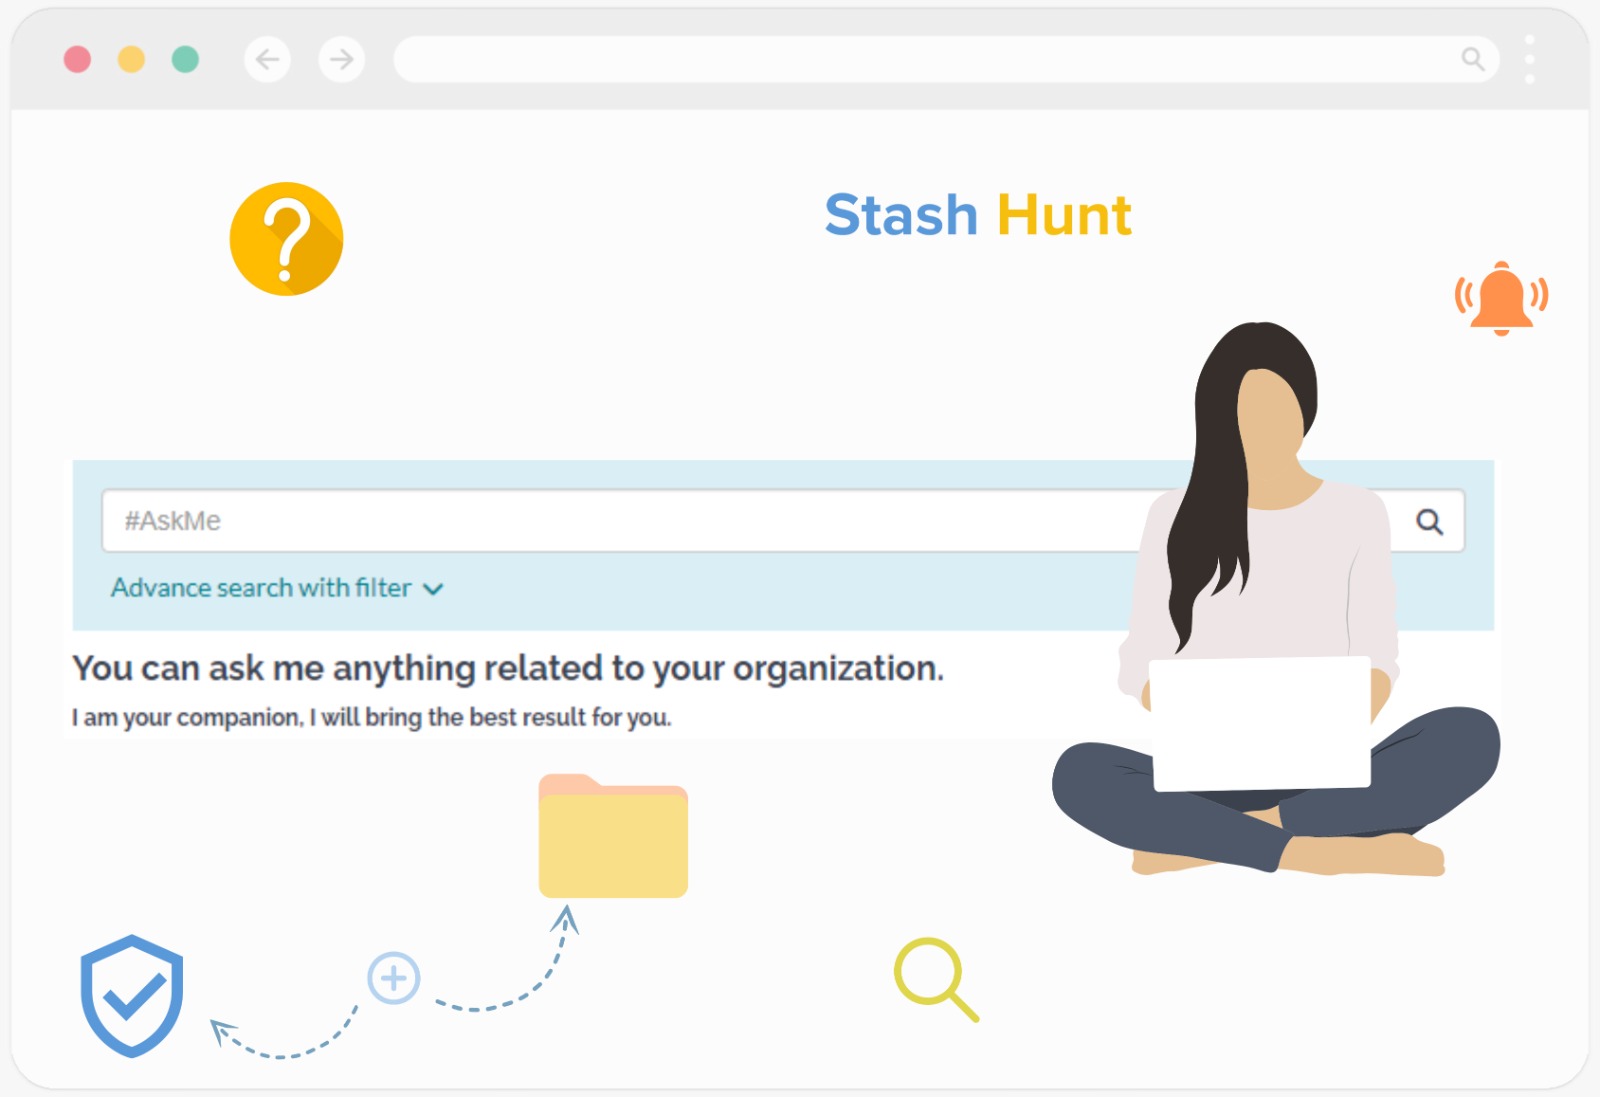 Stash Hunt
#AskMe
Advance search with filter
You can ask me anything related to your organization.
I am your companion, I will bring the best result for you.